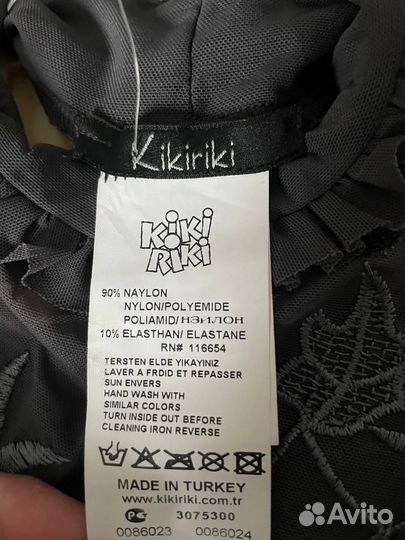 Kikiriki
KiKi
RiKi
90% NAYLON
NYLON/POLYEMIDE
POLIAMID/НЭЙЛОН
10% ELASTHAN/ ELASTANE
RN# 116654
TERSTEN ELDE YIKAYINIZ
LAVER A FRDID ET REPASSER
SUN ENVERS
HAND WASH WITH
SIMILAR COLORS
TURN INSIDE OUT BEFORE
CLEANING IRON REVERSE
MADE IN TURKEY
www.kikiriki.com.tr
3075300
0086023 0086024
Avito